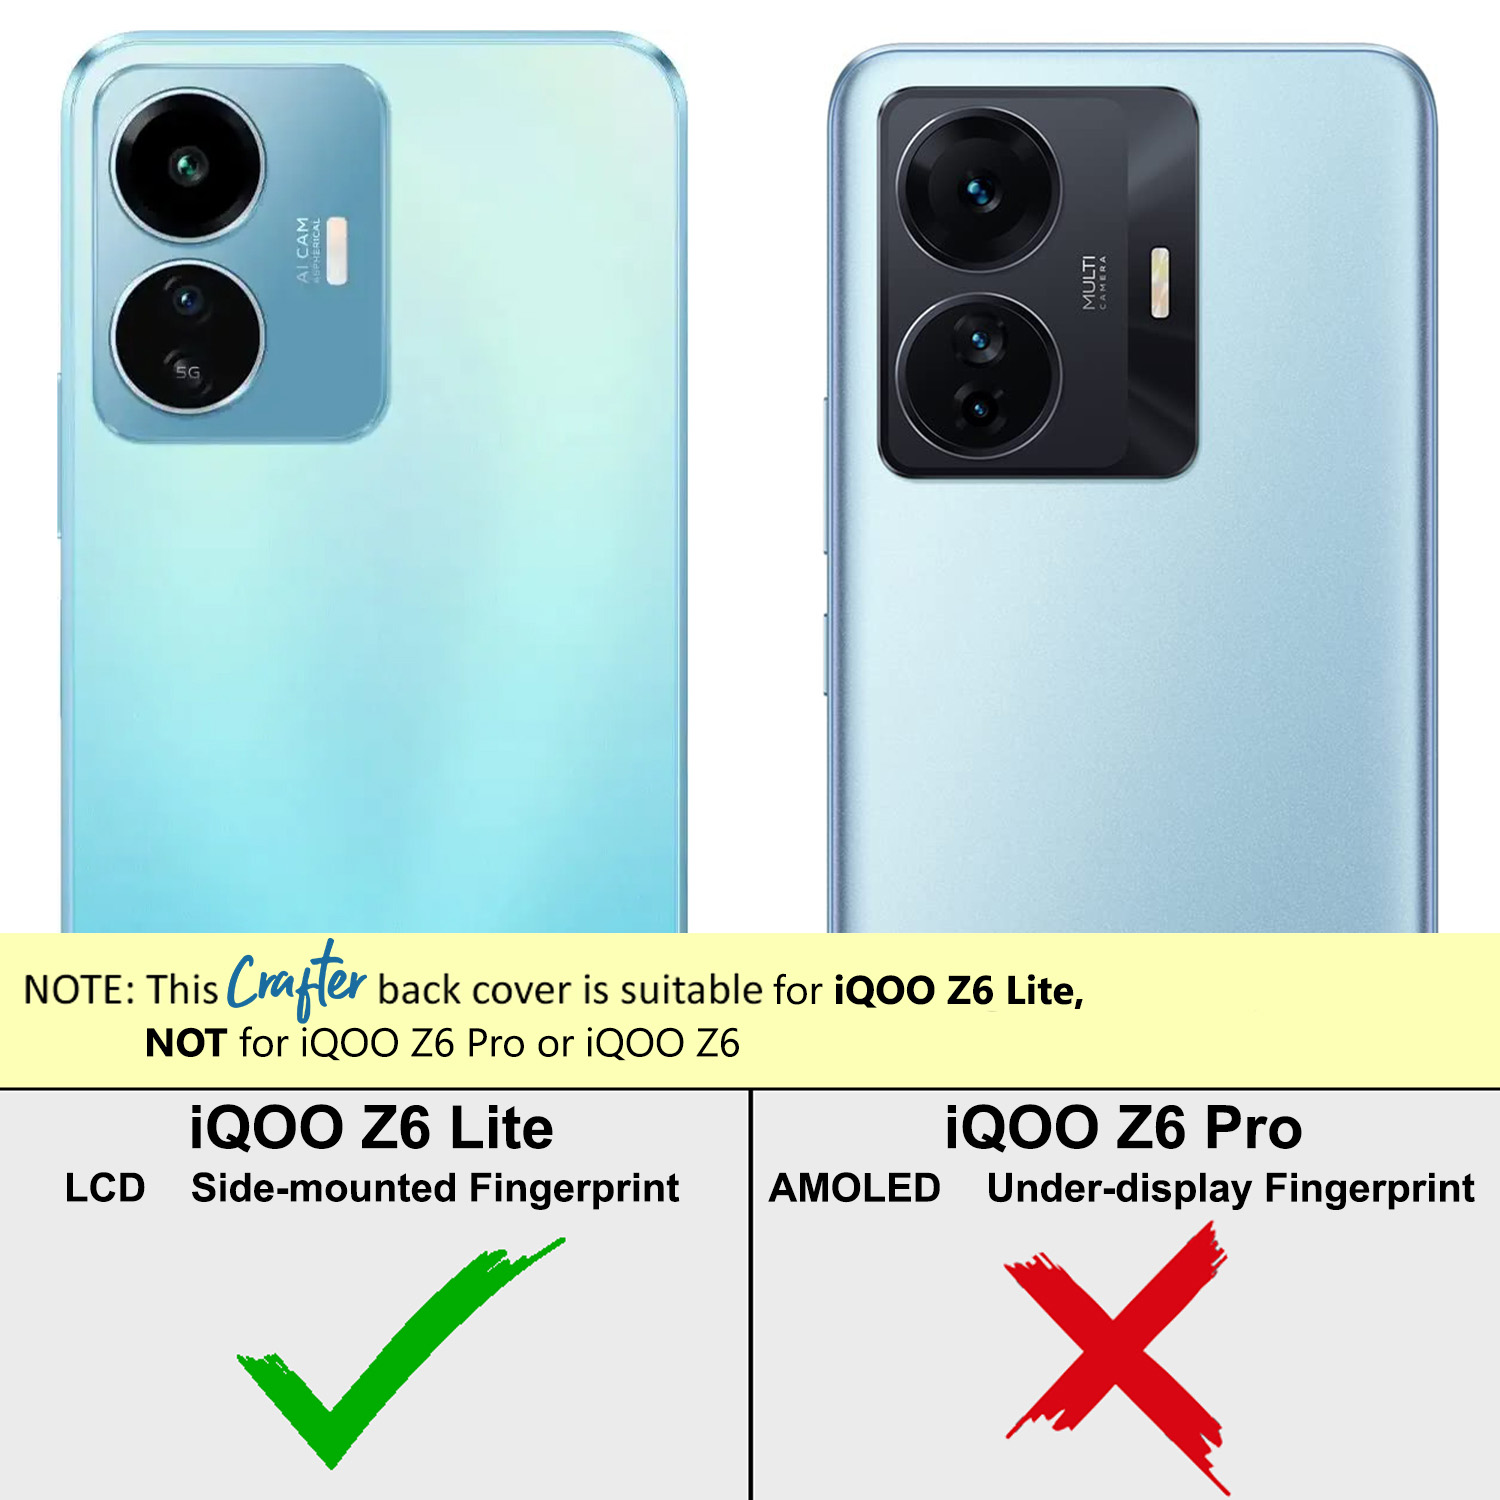 AI CAM
ASPHERICAL
5G
MULTI
CAMERA
NOTE: This Crafter back cover is suitable for iQOO Z6 Lite,
NOT for iQOO Z6 Pro or iQOO Z6
iQOO Z6 Lite
LCD Side-mounted Fingerprint
iQOO Z6 Pro
AMOLED Under-display Fingerprint